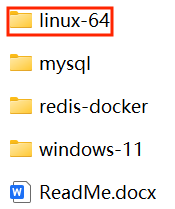 linux-64
mysql
redis-docker
windows-11
ReadMe.docx